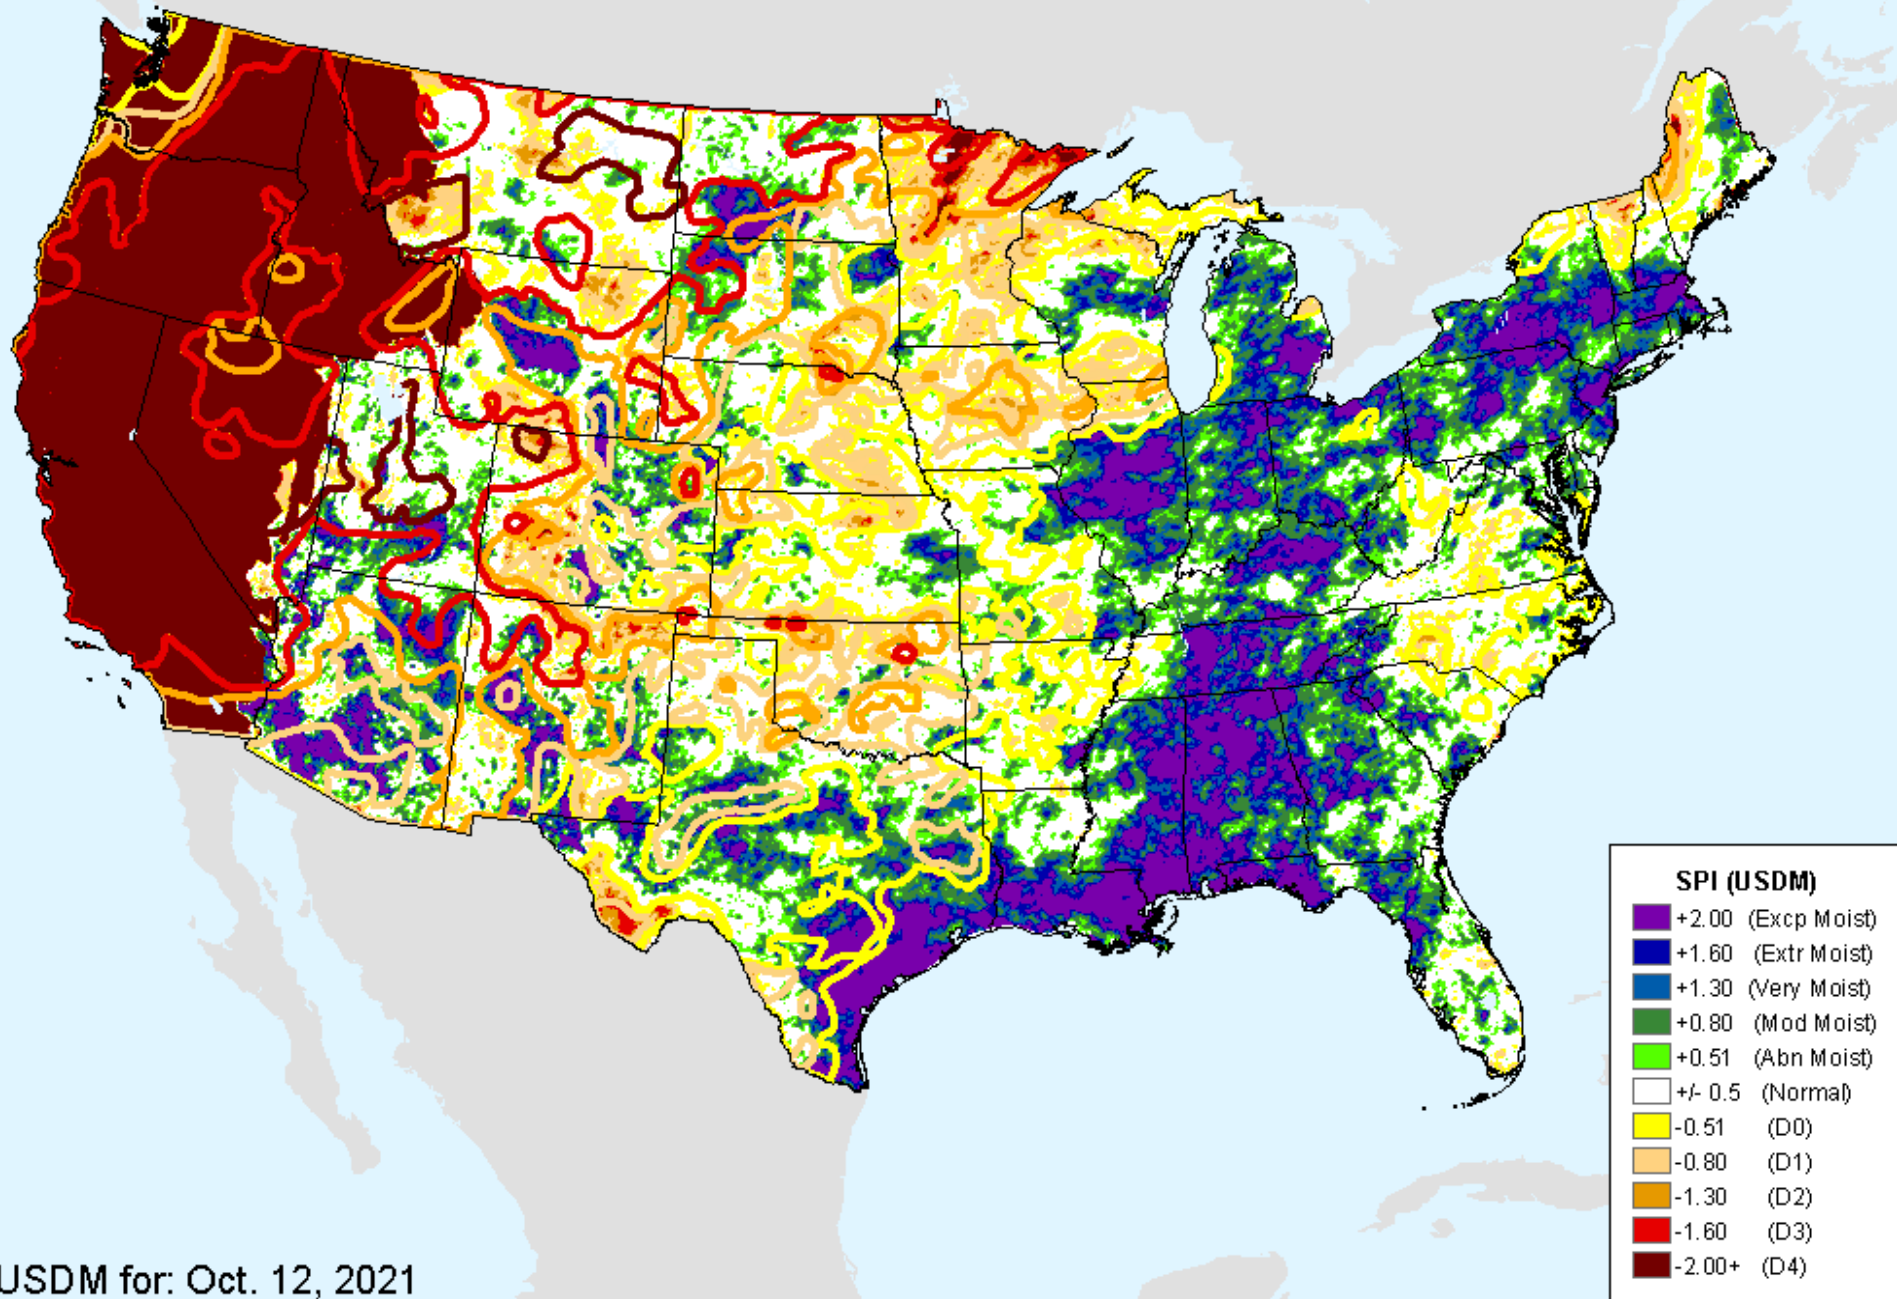 SPI (USDM)
+2.00 (Excp Moist)
+1.60 (Extr Moist)
+1.30 (Very Moist)
+0.80 (Mod Moist)
+0.51 (Abn Moist)
+/- 0.5 (Normal)
-0.51 (D0)
-0.80 (D1)
-1.30 (D2)
-1.60 (D3)
-2.00+ (D4)
USDM for: Oct. 12, 2021